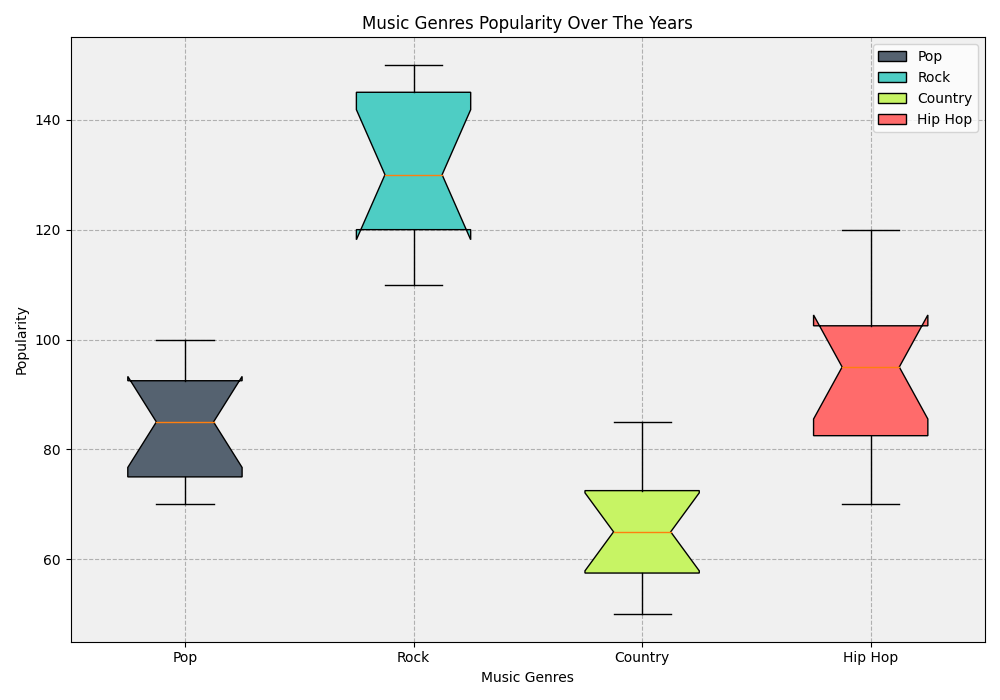 Music Genres Popularity Over The Years
Pop
Rock
Country
Hip Hop
140
120
100
80
60
Popularity
Pop
Rock
Country
Hip Hop
Music Genres